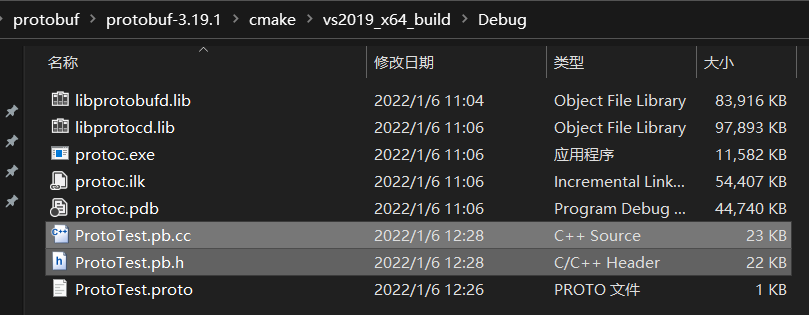 protobuf > protobuf-3.19.1 > cmake > vs2019_x64_build > Debug
名称 修改日期 类型 大小
libprotobufd.lib 2022/1/6 11:04 Object File Library 83,916 KB
libprotocd.lib 2022/1/6 11:06 Object File Library 97,893 KB
protoc.exe 2022/1/6 11:06 应用程序 11,582 KB
protoc.ilk 2022/1/6 11:06 Incremental Link... 54,407 KB
protoc.pdb 2022/1/6 11:06 Program Debug ... 44,740 KB
ProtoTest.pb.cc 2022/1/6 12:28 C++ Source 23 KB
ProtoTest.pb.h 2022/1/6 12:28 C/C++ Header 22 KB
ProtoTest.proto 2022/1/6 12:26 PROTO 文件 1 KB